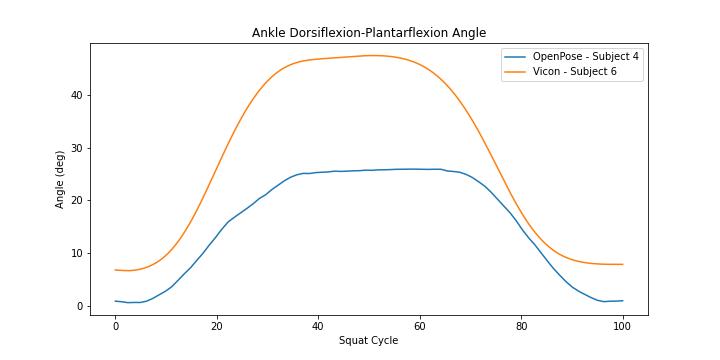 Ankle Dorsiflexion-Plantarflexion Angle
OpenPose - Subject 4
Vicon - Subject 6
Angle (deg)
40
30
20
10
0
0 20 40 60 80 100
Squat Cycle